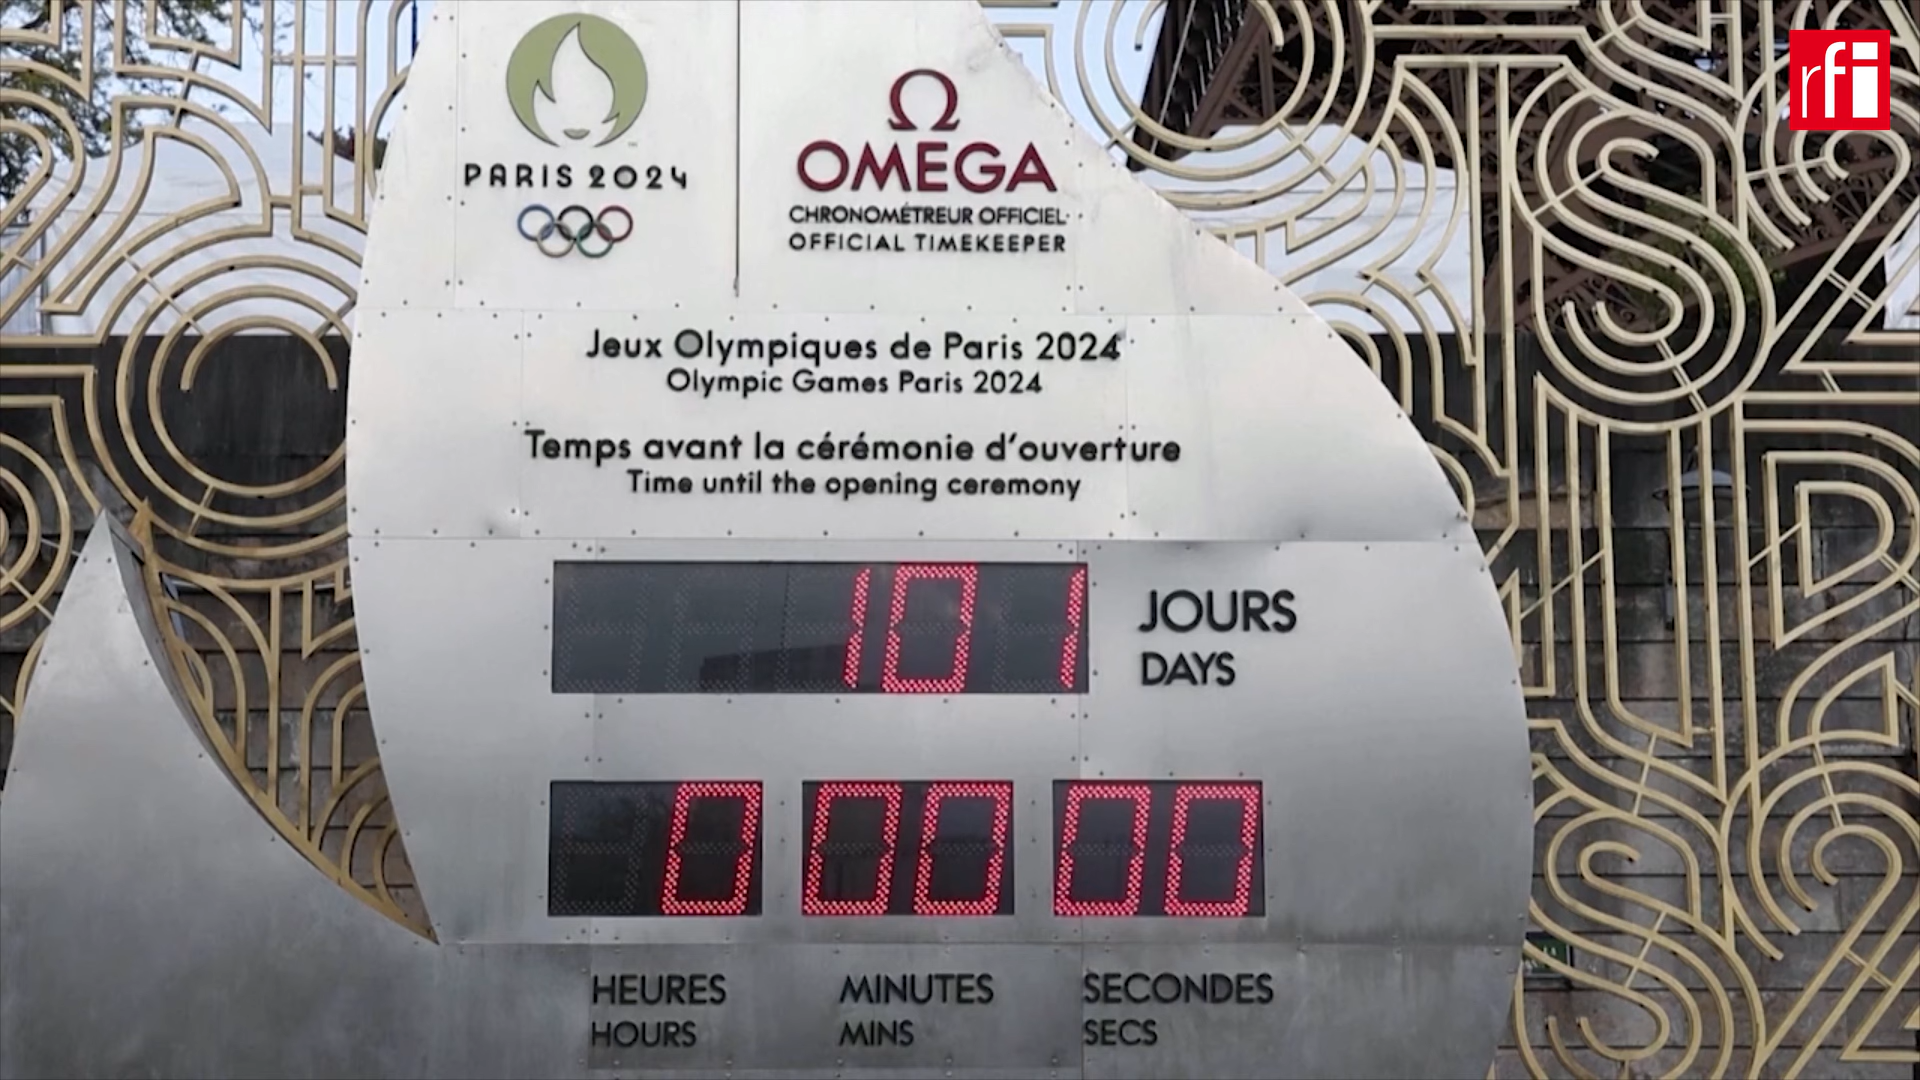 rfi
PARIS 2024
Ω
OMEGA
CHRONOMÉTREUR OFFICIEL
OFFICIAL TIMEKEEPER
Jeux Olympiques de Paris 2024
Olympic Games Paris 2024
Temps avant la cérémonie d'ouverture
Time until the opening ceremony
101 JOURS
DAYS
0 00 00
HEURES MINUTES SECONDES
HOURS MINS SECS